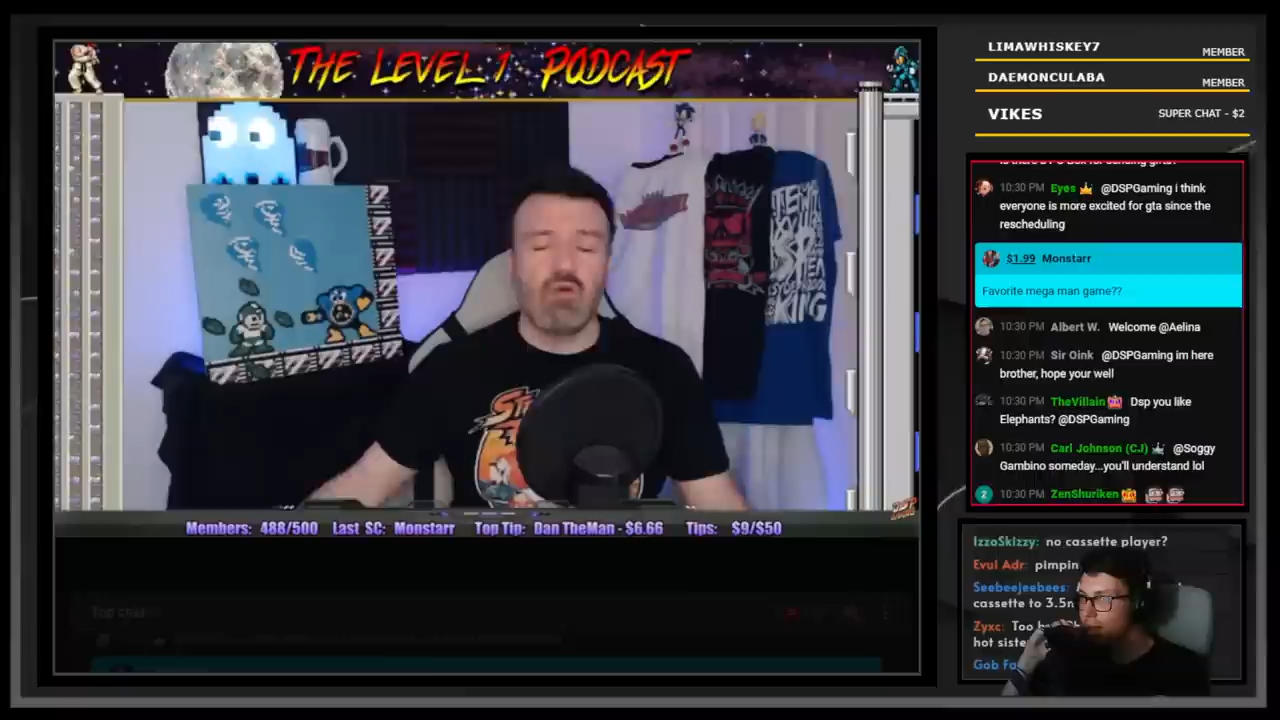 THE LEVEL 1 PODCAST
Members: 488/500 Last SC: Monstarr Top Tip: Dan TheMan - $6.66 Tips: $9/$50
Top chat
LIMAWHISKEY7 MEMBER
DAEMONCULABA MEMBER
VIKES SUPER CHAT - $2
10:30 PM Eyes @DSPGaming i think
everyone is more excited for gta since the
rescheduling
$1.99 Monstarr
Favorite mega man game??
10:30 PM Albert W. Welcome @Aelina
10:30 PM Sir Oink @DSPGaming im here
brother, hope your well
10:30 PM TheVillain Dsp you like
Elephants? @DSPGaming
10:30 PM Carl Johnson (CJ) @Soggy
Gambino someday...you'll understand lol
2 10:30 PM ZenShuriken
IzzoSkizzy: no cassette player?
Evul Adr: pimpin
Seebeejeebees:
cassette to 3.5
Zyxc: Too
hot
Gob